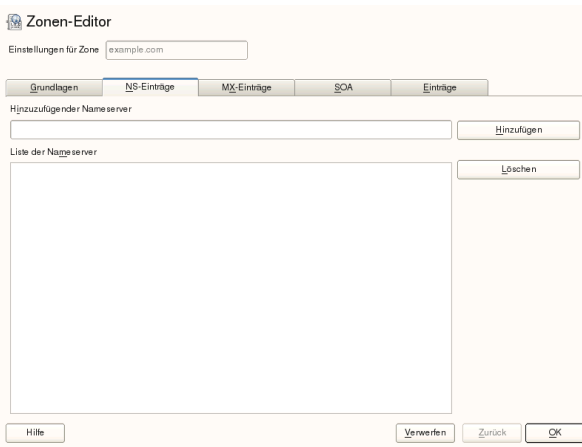 Zonen-Editor
Einstellungen für Zone example.com
Grundlagen NS-Einträge MX-Einträge SOA Einträge
Hinzuzufügender Nameserver
Hinzufügen
Liste der Nameserver
Löschen
Hilfe Verwerfen Zurück OK